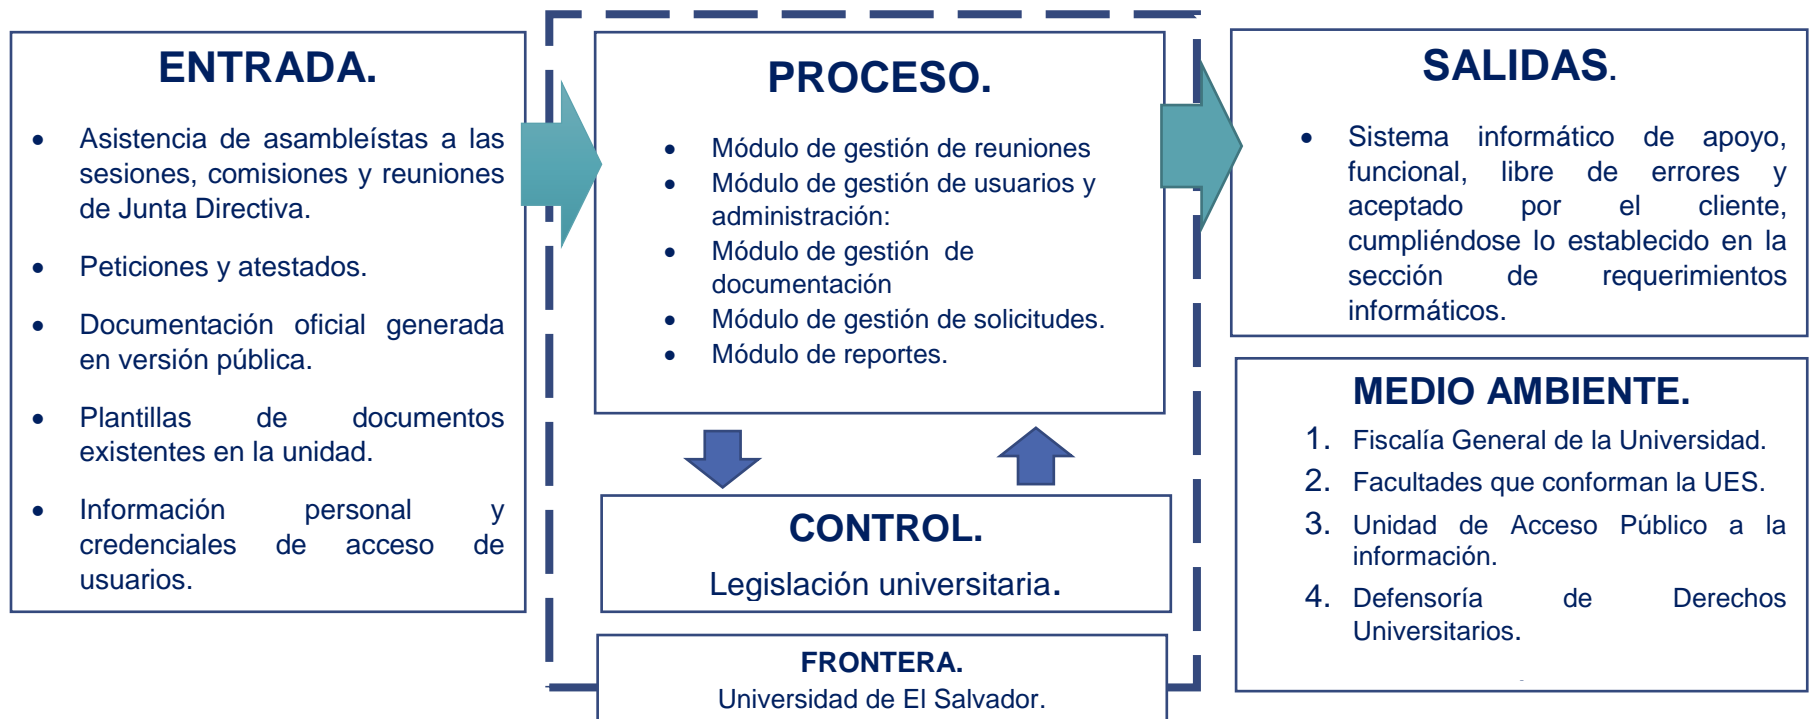 ENTRADA.
• Asistencia de asambleístas a las
sesiones, comisiones y reuniones
de Junta Directiva.
• Peticiones y atestados.
• Documentación oficial generada
en versión pública.
• Plantillas de documentos
existentes en la unidad.
• Información personal y
credenciales de acceso de
usuarios.
PROCESO.
• Módulo de gestión de reuniones
• Módulo de gestión de usuarios y
administración:
• Módulo de gestión de
documentación
• Módulo de gestión de solicitudes.
• Módulo de reportes.
CONTROL.
Legislación universitaria.
FRONTERA.
Universidad de El Salvador.
SALIDAS.
• Sistema informático de apoyo,
funcional, libre de errores y
aceptado por el cliente,
cumpliéndose lo establecido en la
sección de requerimientos
informáticos.
MEDIO AMBIENTE.
1. Fiscalía General de la Universidad.
2. Facultades que conforman la UES.
3. Unidad de Acceso Público a la
información.
4. Defensoría de Derechos
Universitarios.